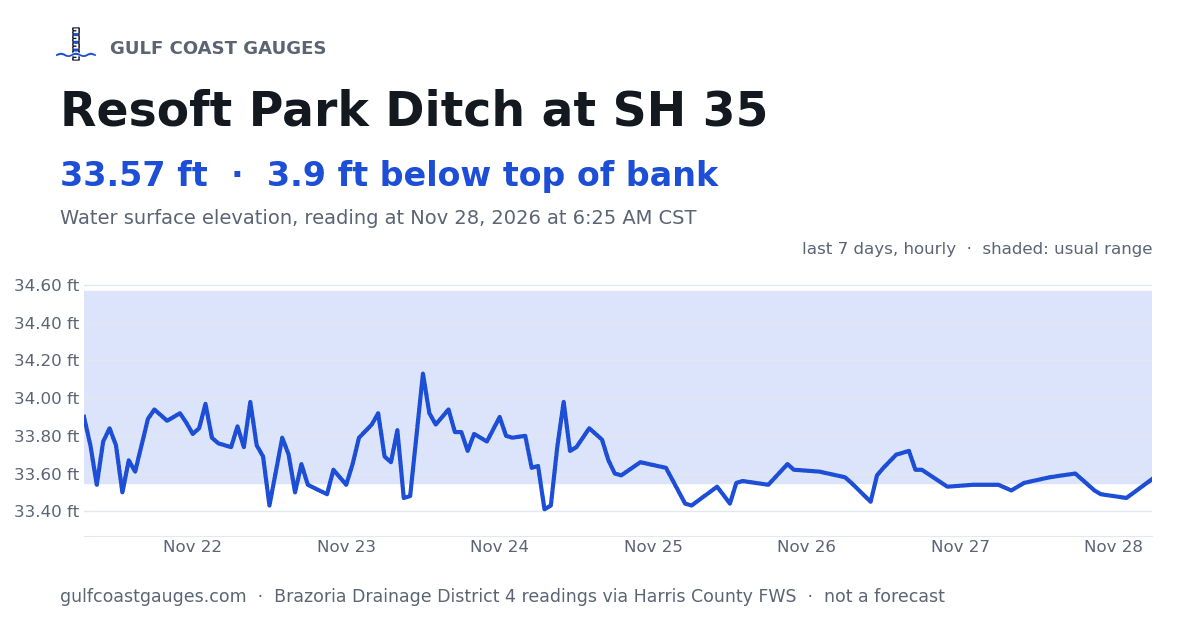 GULF COAST GAUGES
Resoft Park Ditch at SH 35
33.57 ft · 3.9 ft below top of bank
Water surface elevation, reading at Nov 28, 2026 at 6:25 AM CST
last 7 days, hourly · shaded: usual range
34.60 ft
34.40 ft
34.20 ft
34.00 ft
33.80 ft
33.60 ft
33.40 ft
Nov 22 Nov 23 Nov 24 Nov 25 Nov 26 Nov 27 Nov 28
gulfcoastgauges.com · Brazoria Drainage District 4 readings via Harris County FWS · not a forecast